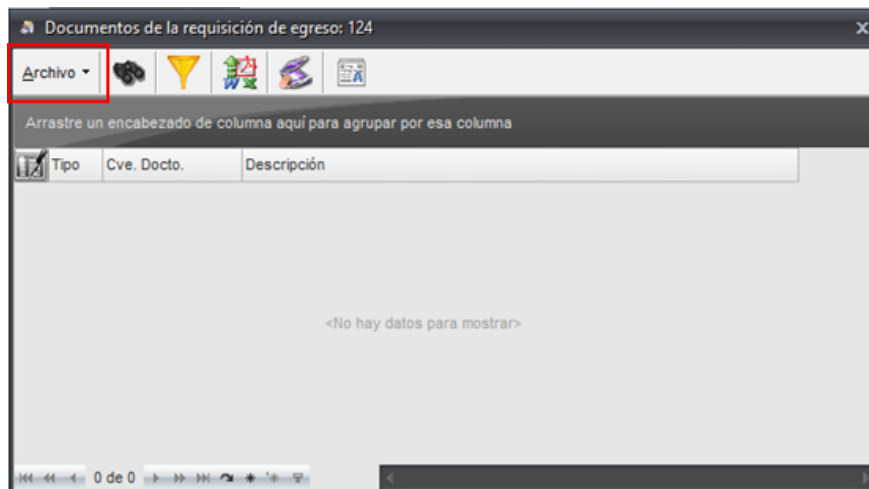 Documentos de la requisición de egreso: 124
x
Archivo
Arrastre un encabezado de columna aquí para agrupar por esa columna
Tipo Cve. Docto. Descripción
<No hay datos para mostrar>
0 de 0